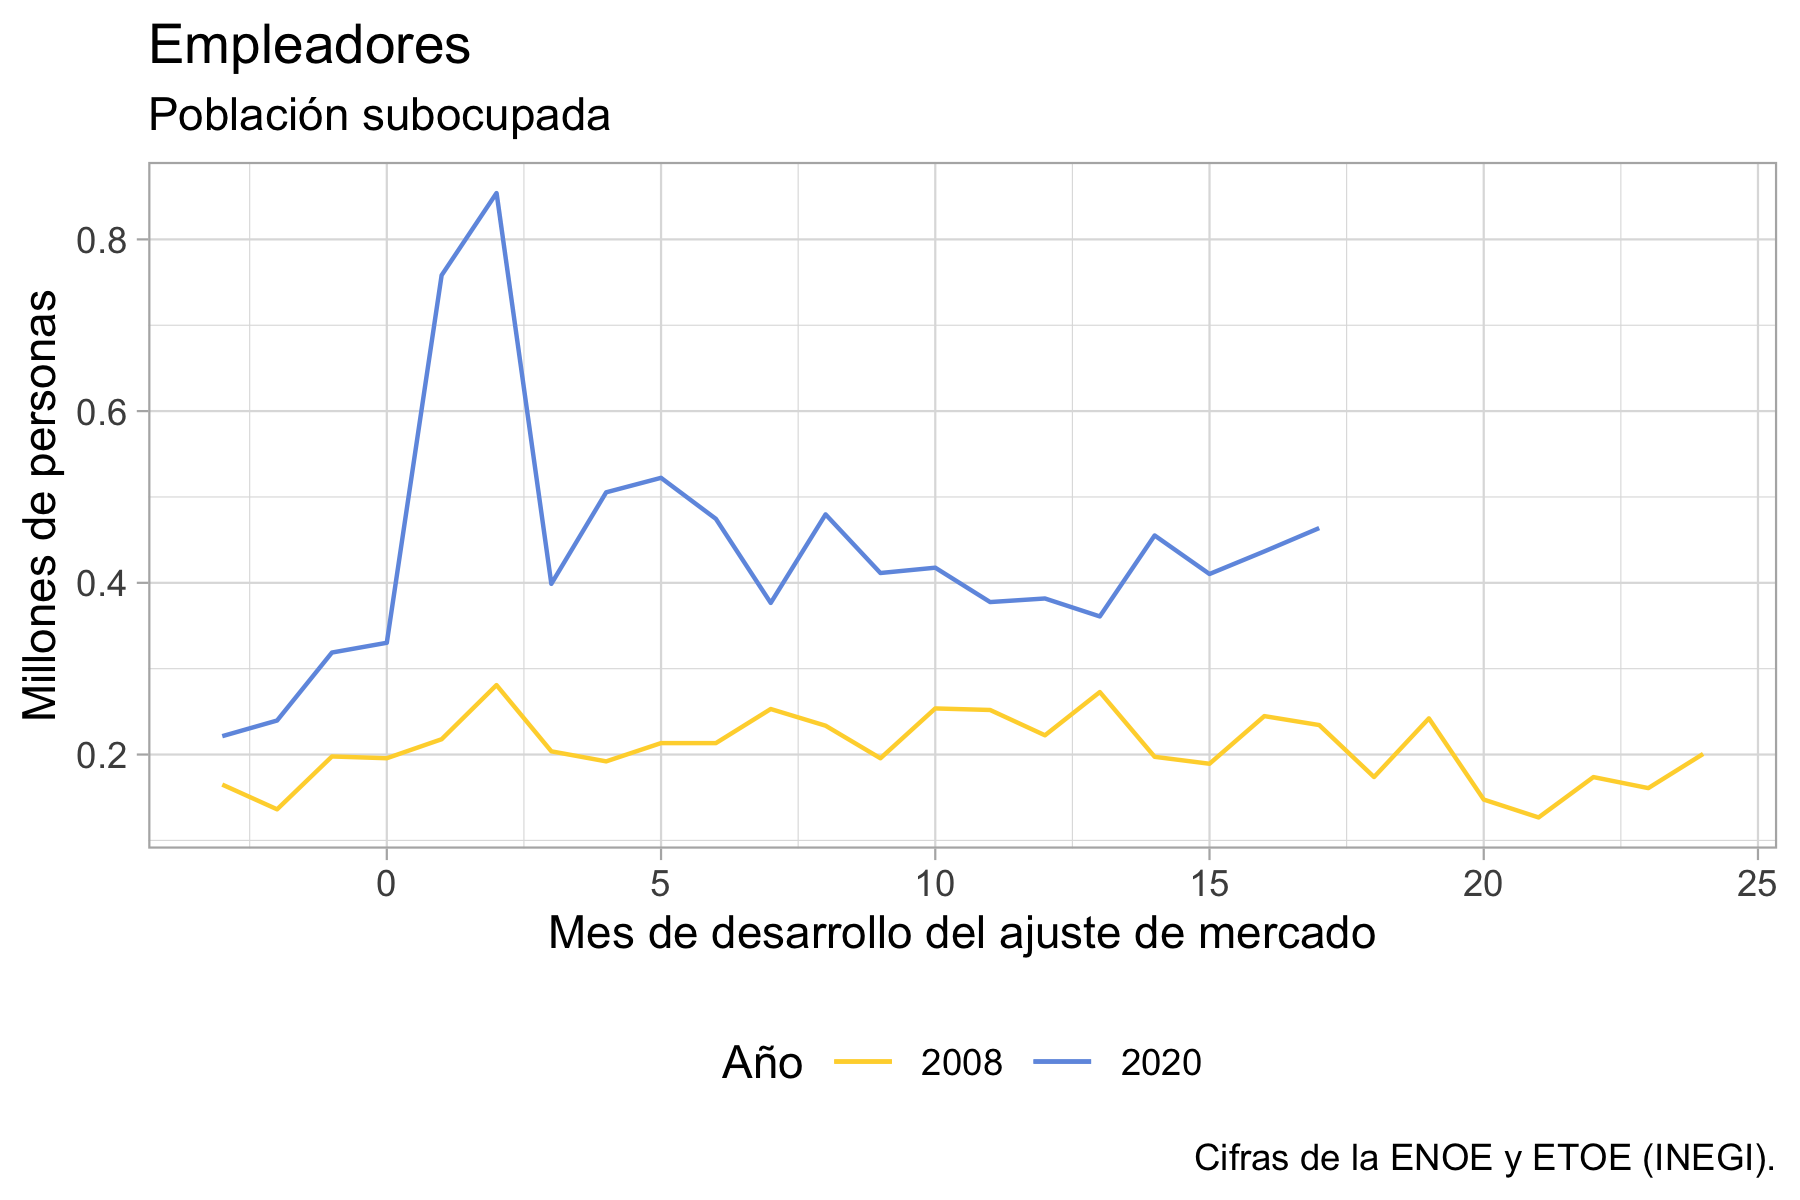 Empleadores
Población subocupada
Millones de personas
0.8
0.6
0.4
0.2
0 5 10 15 20 25
Mes de desarrollo del ajuste de mercado
Año 2008 2020
Cifras de la ENOE y ETOE (INEGI).